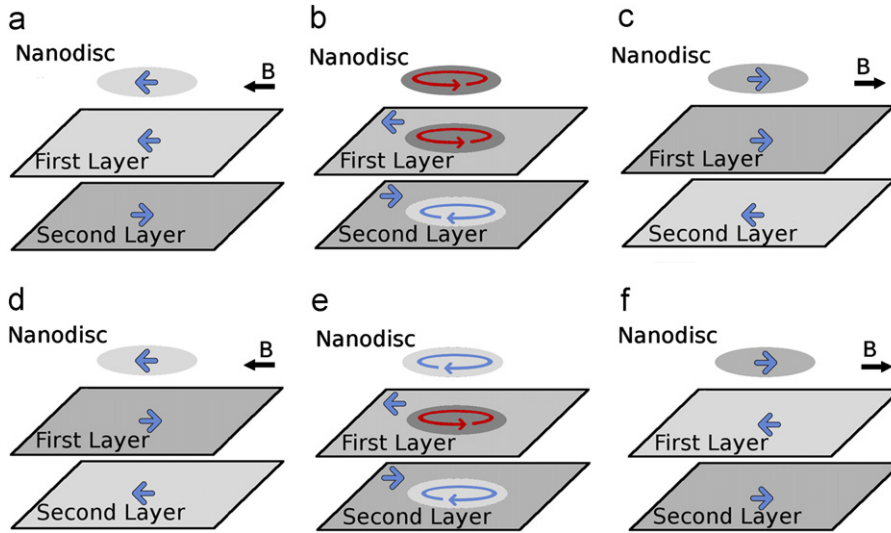 a
b
c
Nanodisc
B
Nanodisc
Nanodisc
B
First Layer
First Layer
First Layer
Second Layer
Second Layer
Second Layer
d
e
f
Nanodisc
B
Nanodisc
Nanodisc
B
First Layer
First Layer
First Layer
Second Layer
Second Layer
Second Layer